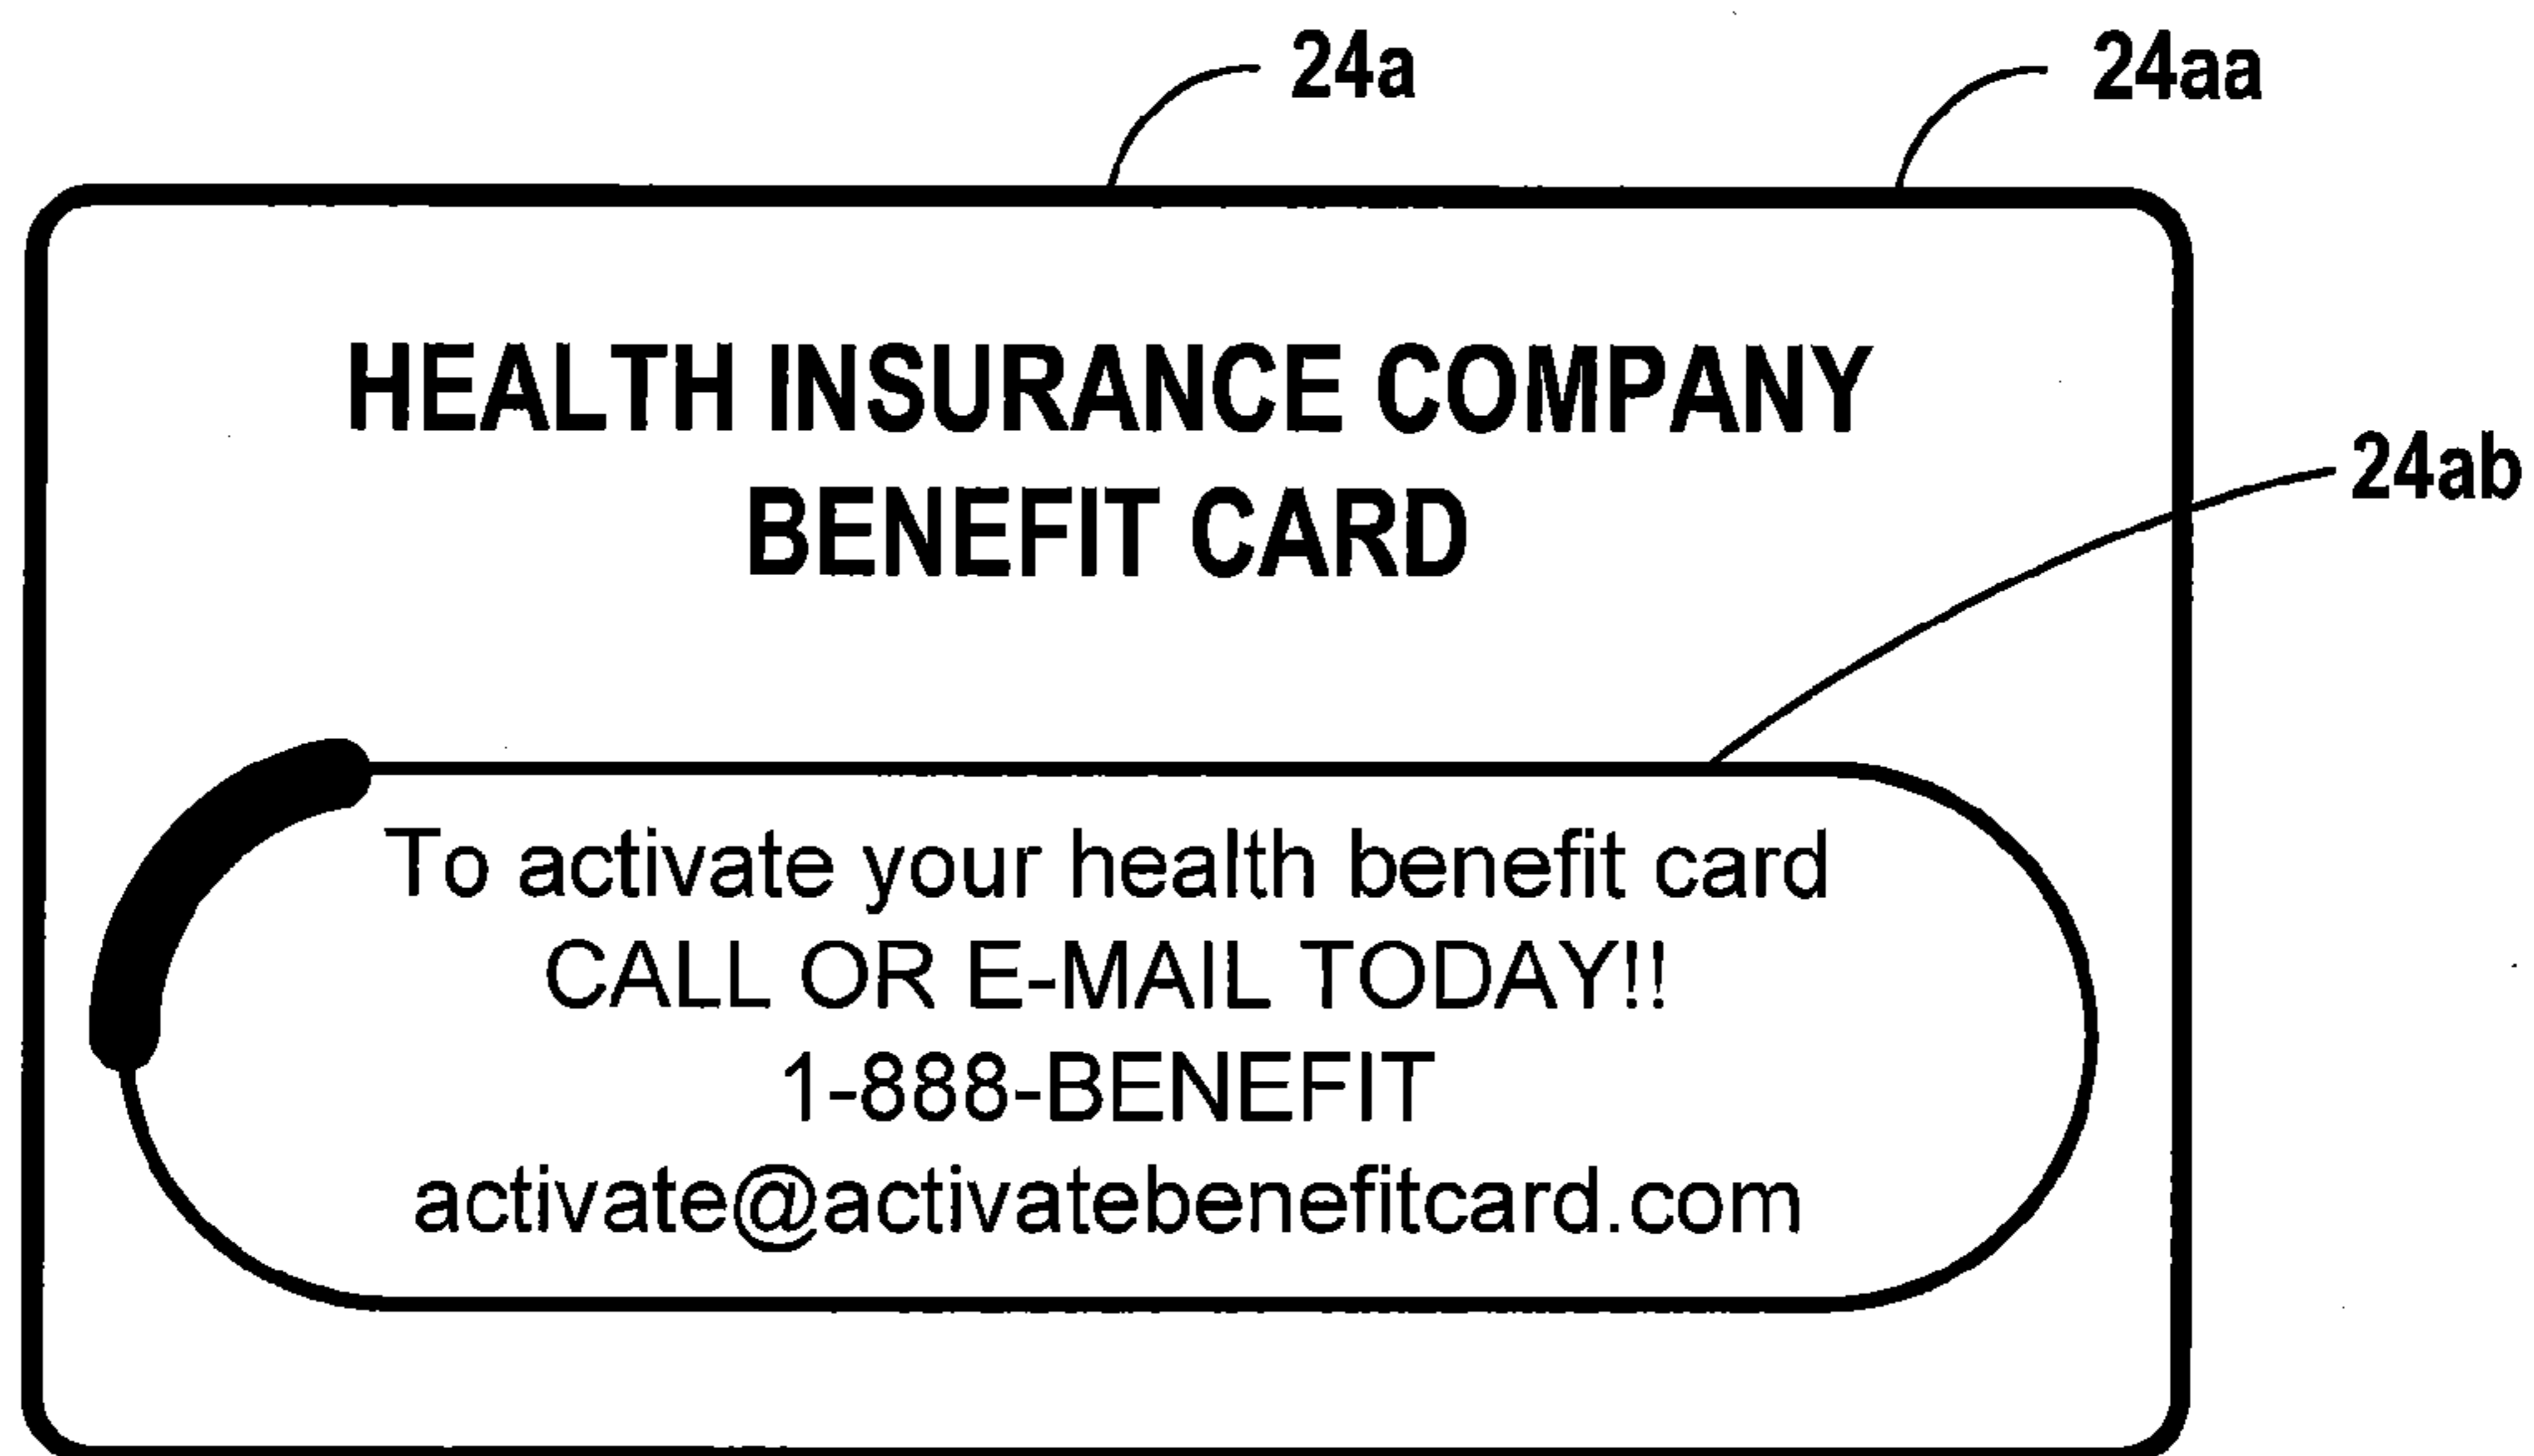 24a
24aa
HEALTH INSURANCE COMPANY
BENEFIT CARD
24ab
To activate your health benefit card
CALL OR E-MAIL TODAY!!
1-888-BENEFIT
activate@activatebenefitcard.com